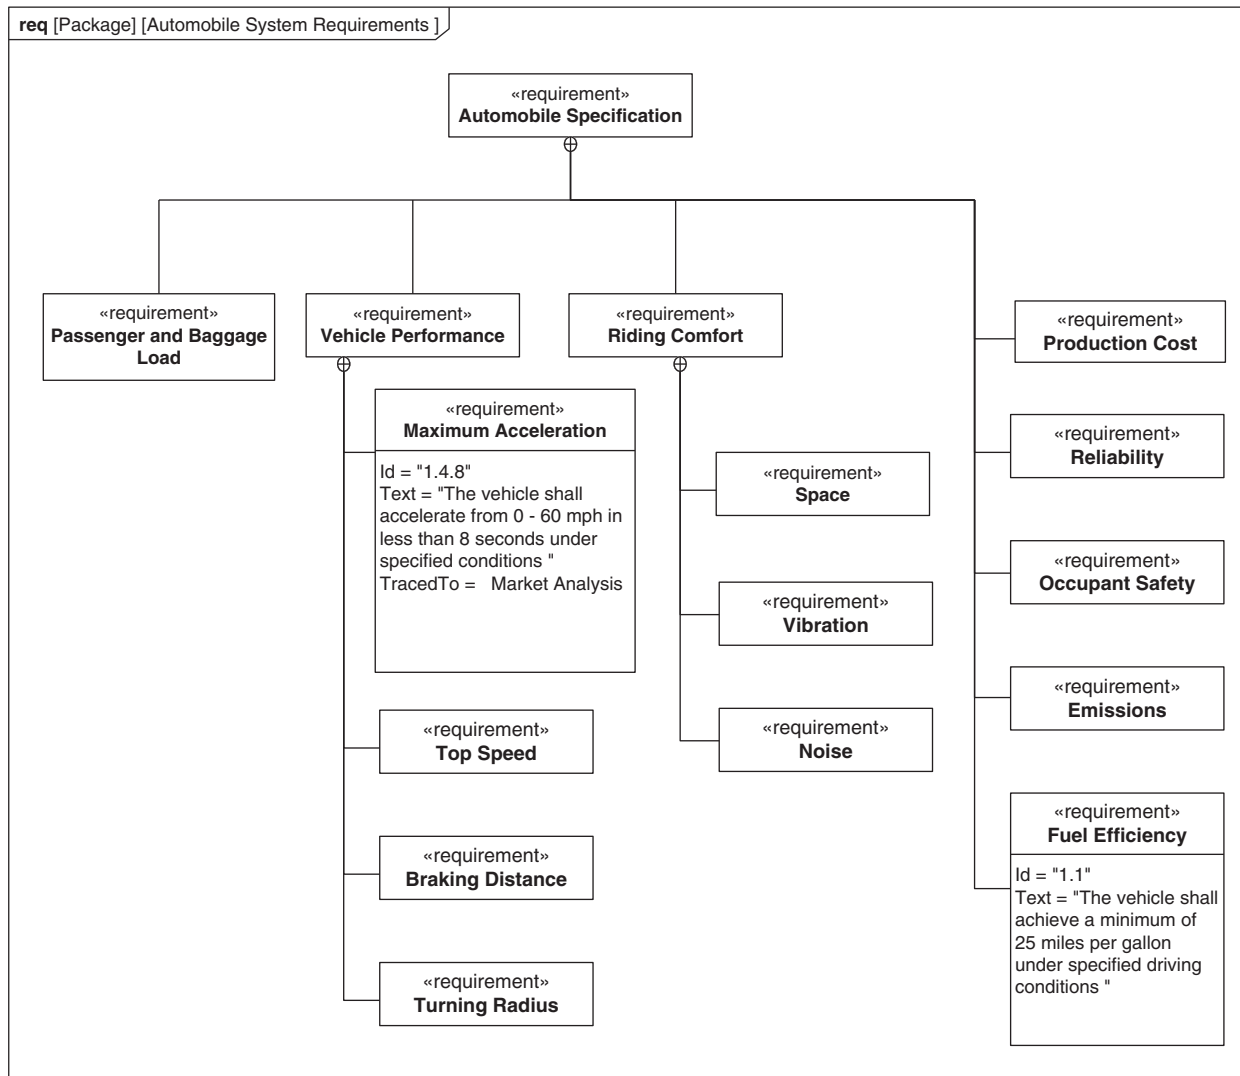 req [Package] [Automobile System Requirements ]
«requirement»
Automobile Specification
«requirement»
Passenger and Baggage
Load
«requirement»
Vehicle Performance
«requirement»
Riding Comfort
«requirement»
Production Cost
«requirement»
Maximum Acceleration
Id = "1.4.8"
Text = "The vehicle shall
accelerate from 0 - 60 mph in
less than 8 seconds under
specified conditions "
TracedTo = Market Analysis
«requirement»
Top Speed
«requirement»
Braking Distance
«requirement»
Turning Radius
«requirement»
Space
«requirement»
Vibration
«requirement»
Noise
«requirement»
Reliability
«requirement»
Occupant Safety
«requirement»
Emissions
«requirement»
Fuel Efficiency
Id = "1.1"
Text = "The vehicle shall
achieve a minimum of
25 miles per gallon
under specified driving
conditions "